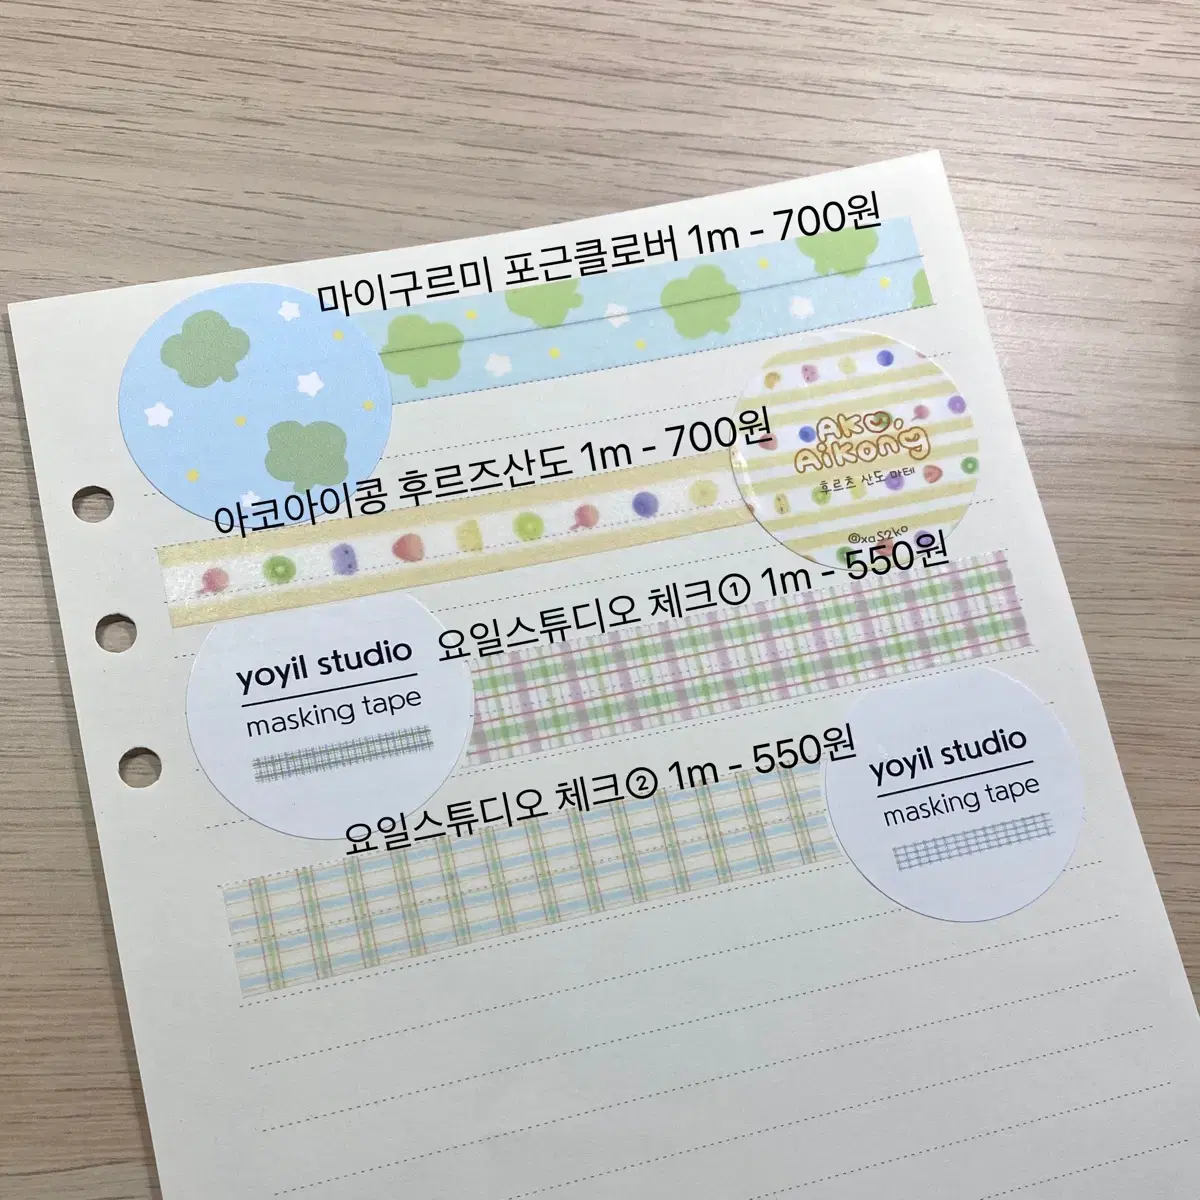 마이구르미 포근클로버 1m - 700원
아코아이콩 후르즈산도 1m - 700원
Ako,
Aikong
후르츠 산도 마테
@xaS2ko
요일스튜디오 체크① 1m - 550원
yoyil studio
masking tape
요일스튜디오 체크② 1m - 550원
yoyil studio
masking tape